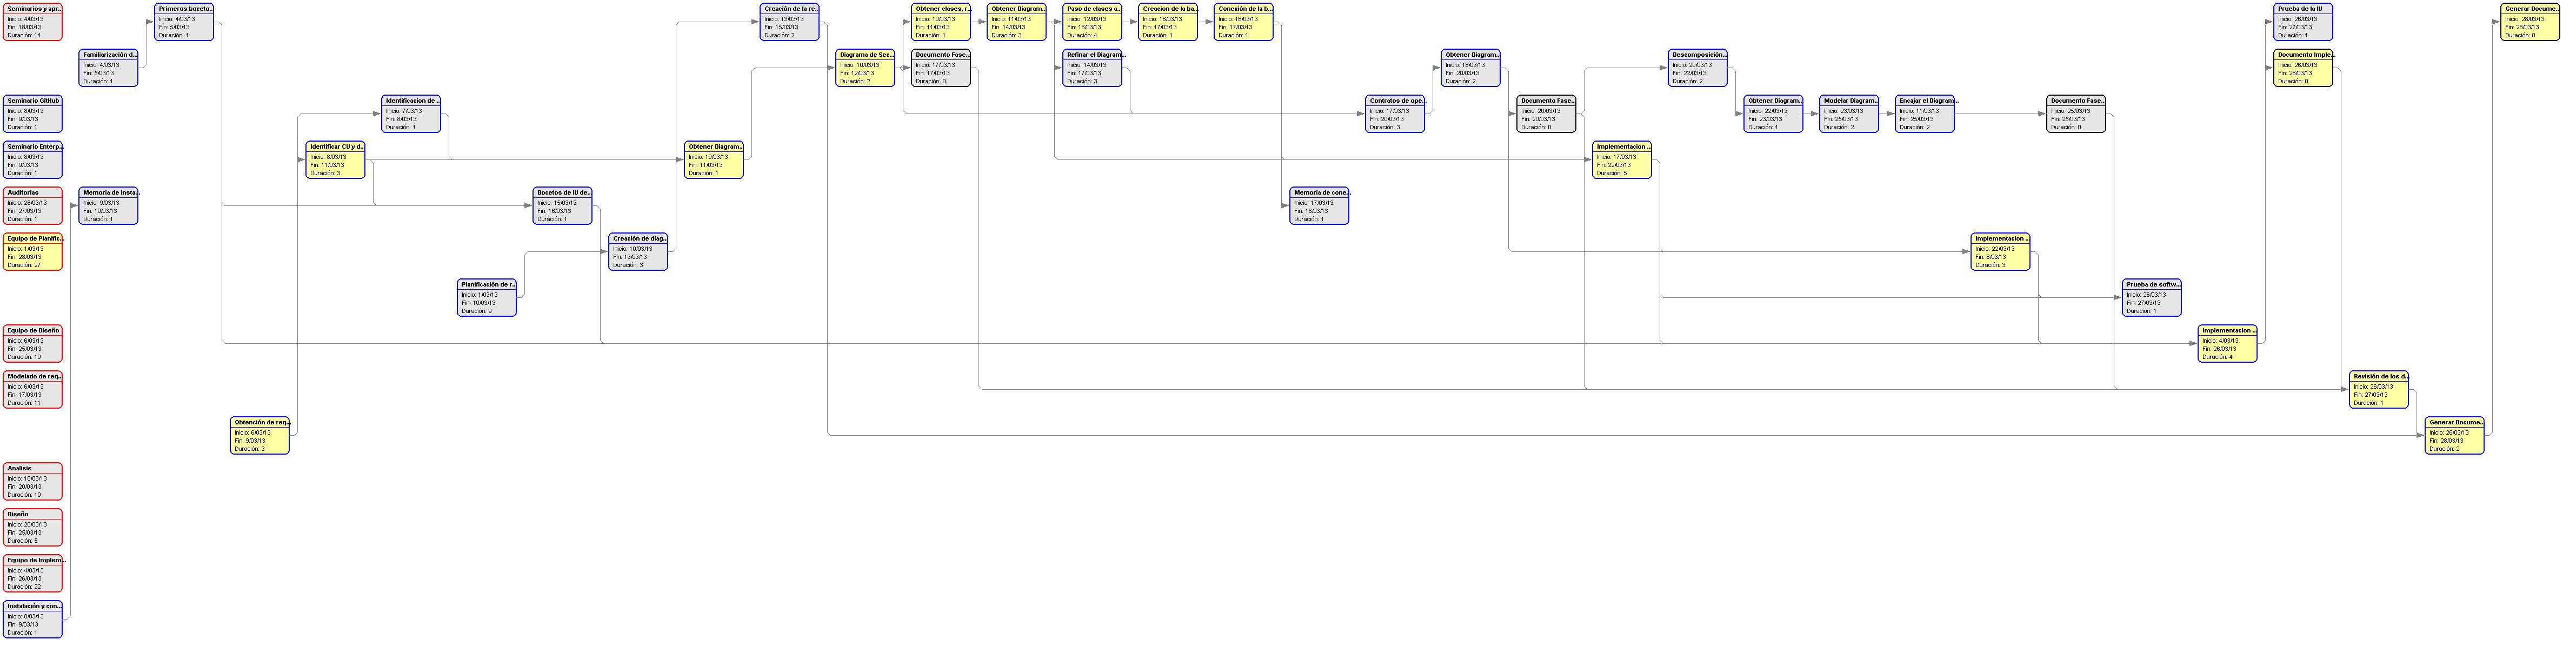 Seminarios y apr...
Inicio: 4/03/13
Fin: 18/03/13
Duración: 14
Primeros boceto...
Inicio: 4/03/13
Fin: 5/03/13
Duración: 1
Creación de la re...
Inicio: 13/03/13
Fin: 15/03/13
Duración: 2
Obtener clases, r...
Inicio: 10/03/13
Fin: 11/03/13
Duración: 1
Obtener Diagram...
Inicio: 11/03/13
Fin: 14/03/13
Duración: 3
Paso de clases a...
Inicio: 12/03/13
Fin: 16/03/13
Duración: 4
Creacion de la ba...
Inicio: 16/03/13
Fin: 17/03/13
Duración: 1
Conexión de la b...
Inicio: 16/03/13
Fin: 17/03/13
Duración: 1
Prueba de la IU
Inicio: 26/03/13
Fin: 27/03/13
Duración: 1
Generar Docume...
Inicio: 28/03/13
Fin: 28/03/13
Duración: 0
Familiarización d...
Inicio: 4/03/13
Fin: 5/03/13
Duración: 1
Diagrama de Sec...
Inicio: 10/03/13
Fin: 12/03/13
Duración: 2
Documento Fase...
Inicio: 17/03/13
Fin: 17/03/13
Duración: 0
Refinar el Diagram...
Inicio: 14/03/13
Fin: 17/03/13
Duración: 3
Obtener Diagram...
Inicio: 18/03/13
Fin: 20/03/13
Duración: 2
Descomposición...
Inicio: 20/03/13
Fin: 22/03/13
Duración: 2
Documento Imple...
Inicio: 26/03/13
Fin: 26/03/13
Duración: 0
Seminario GitHub
Inicio: 8/03/13
Fin: 9/03/13
Duración: 1
Identificacion de ...
Inicio: 7/03/13
Fin: 8/03/13
Duración: 1
Contratos de ope...
Inicio: 17/03/13
Fin: 20/03/13
Duración: 3
Documento Fase...
Inicio: 20/03/13
Fin: 20/03/13
Duración: 0
Obtener Diagram...
Inicio: 22/03/13
Fin: 23/03/13
Duración: 1
Modelar Diagram...
Inicio: 23/03/13
Fin: 25/03/13
Duración: 2
Encajar el Diagram...
Inicio: 11/03/13
Fin: 25/03/13
Duración: 2
Documento Fase...
Inicio: 25/03/13
Fin: 25/03/13
Duración: 0
Seminario Enterp...
Inicio: 8/03/13
Fin: 9/03/13
Duración: 1
Identificar CU y d...
Inicio: 8/03/13
Fin: 11/03/13
Duración: 3
Obtener Diagram...
Inicio: 10/03/13
Fin: 11/03/13
Duración: 1
Implementacion ...
Inicio: 17/03/13
Fin: 22/03/13
Duración: 5
Auditorias
Inicio: 26/03/13
Fin: 27/03/13
Duración: 1
Memoria de insta...
Inicio: 9/03/13
Fin: 10/03/13
Duración: 1
Bocetos de IU de...
Inicio: 15/03/13
Fin: 16/03/13
Duración: 1
Memoria de cone...
Inicio: 17/03/13
Fin: 18/03/13
Duración: 1
Equipo de Planific...
Inicio: 1/03/13
Fin: 28/03/13
Duración: 27
Creación de diag...
Inicio: 10/03/13
Fin: 13/03/13
Duración: 3
Implementacion ...
Inicio: 22/03/13
Fin: 6/03/13
Duración: 3
Planificación de r...
Inicio: 1/03/13
Fin: 10/03/13
Duración: 9
Prueba de softw...
Inicio: 26/03/13
Fin: 27/03/13
Duración: 1
Equipo de Diseño
Inicio: 6/03/13
Fin: 25/03/13
Duración: 19
Implementacion ...
Inicio: 4/03/13
Fin: 26/03/13
Duración: 4
Modelado de req...
Inicio: 6/03/13
Fin: 17/03/13
Duración: 11
Revisión de los d...
Inicio: 26/03/13
Fin: 27/03/13
Duración: 1
Obtención de req...
Inicio: 6/03/13
Fin: 9/03/13
Duración: 3
Generar Docume...
Inicio: 26/03/13
Fin: 28/03/13
Duración: 2
Analisis
Inicio: 10/03/13
Fin: 20/03/13
Duración: 10
Diseño
Inicio: 20/03/13
Fin: 25/03/13
Duración: 5
Equipo de Implem...
Inicio: 4/03/13
Fin: 26/03/13
Duración: 22
Instalación y con...
Inicio: 8/03/13
Fin: 9/03/13
Duración: 1